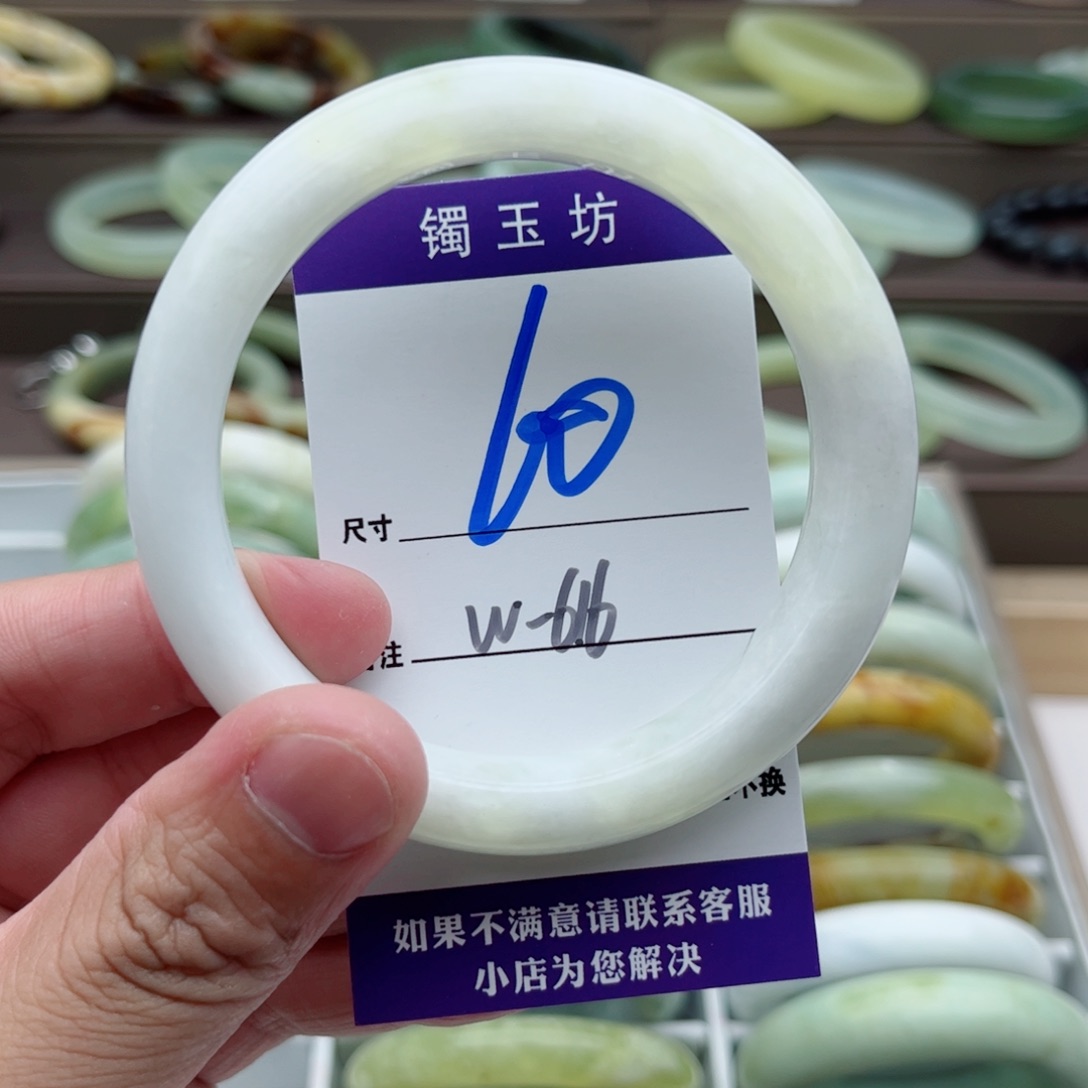 镯玉坊
60
尺寸
W-616
注
不换
如果不满意请联系客服
小店为您解决